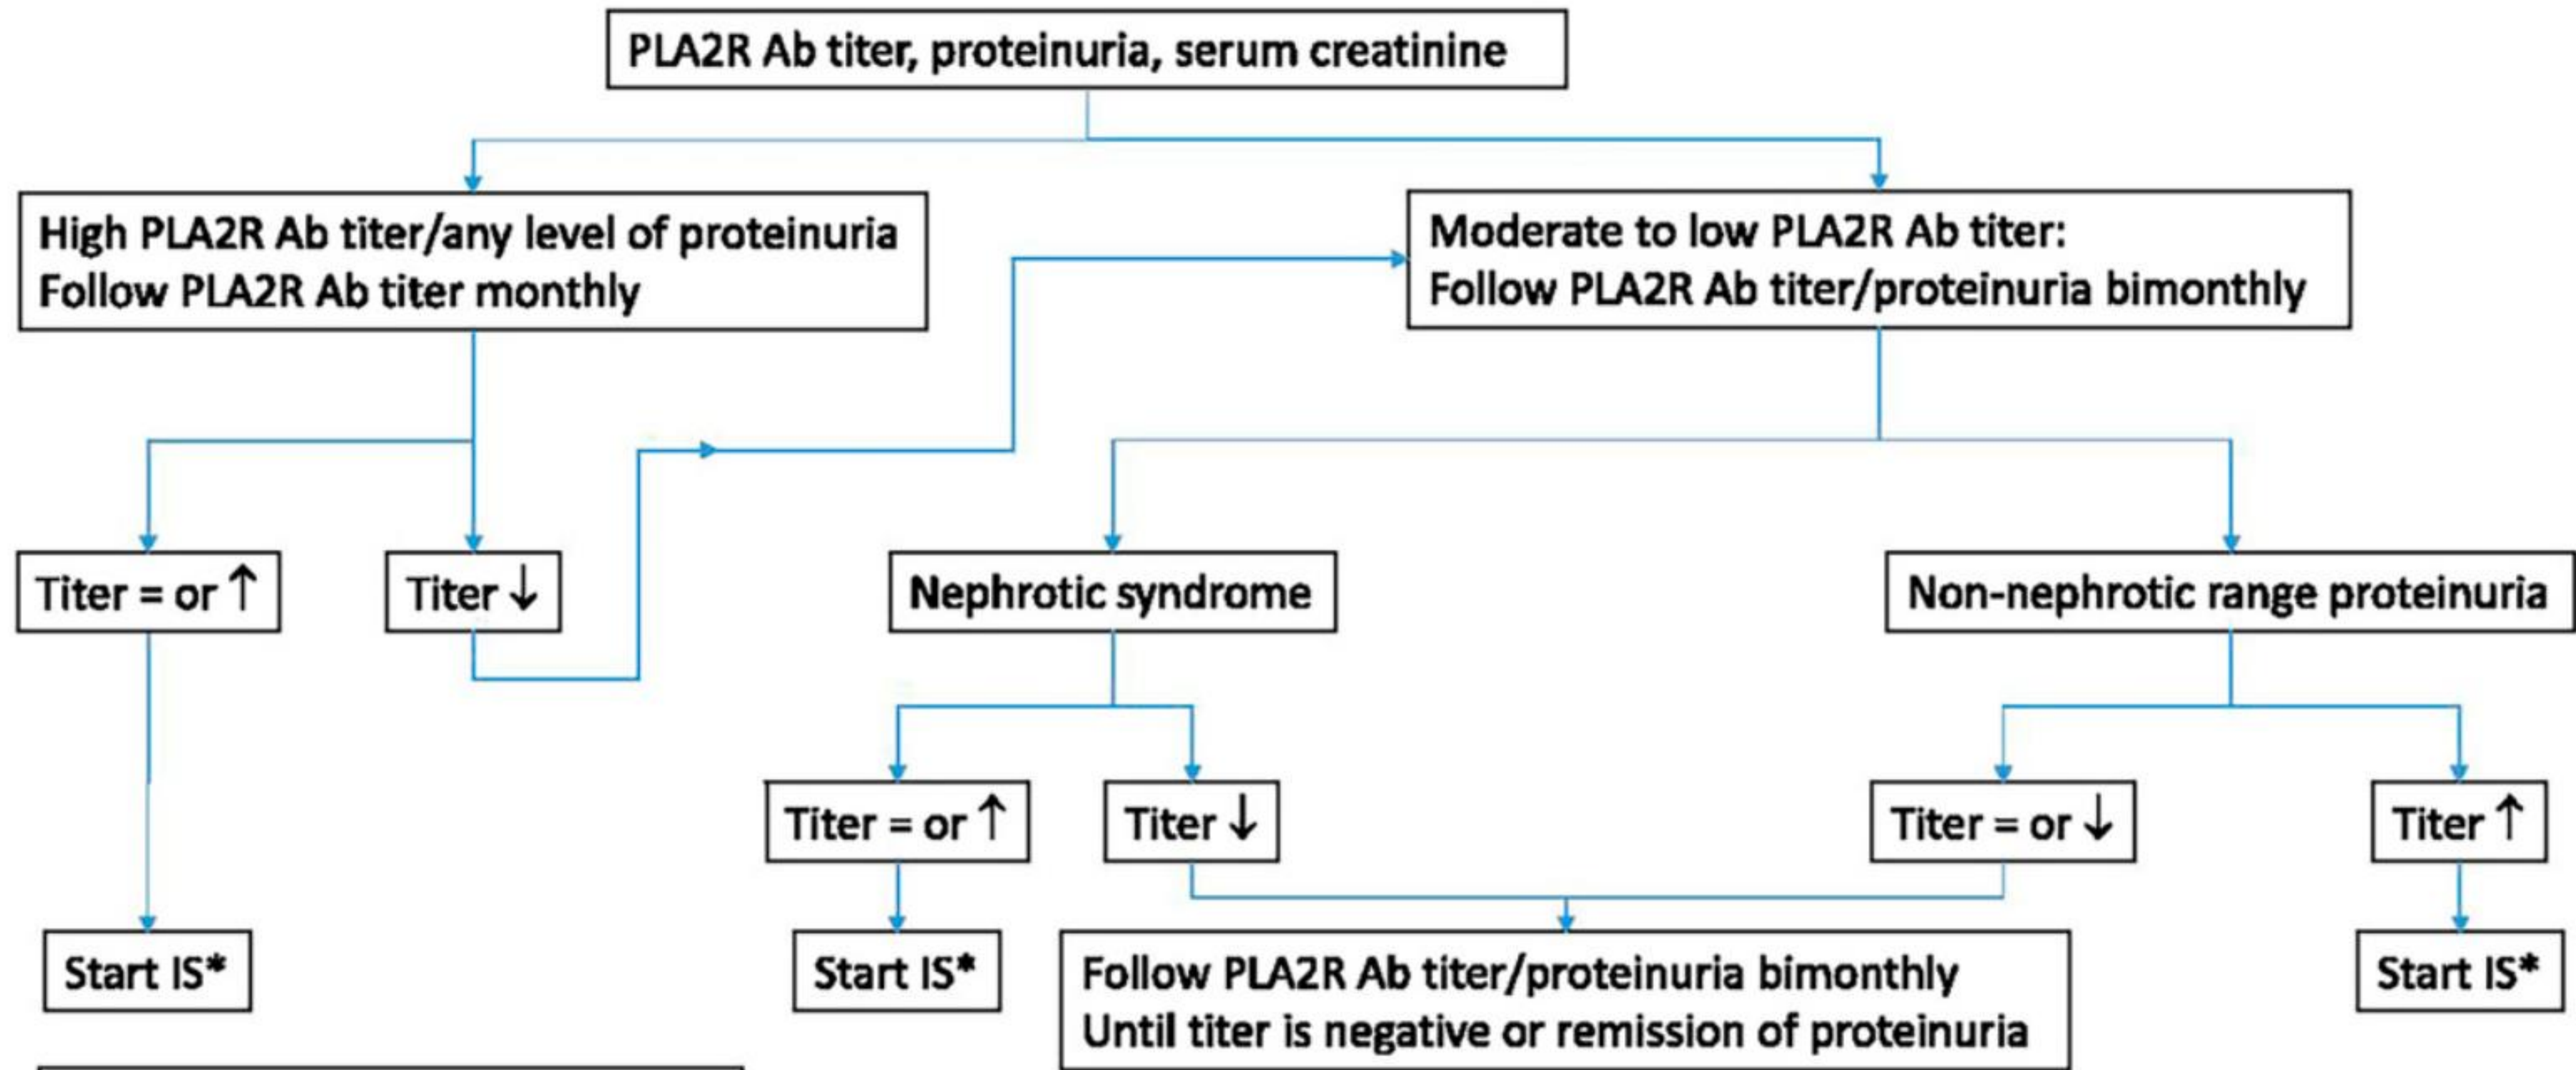 PLA2R Ab titer, proteinuria, serum creatinine
High PLA2R Ab titer/any level of proteinuria
Follow PLA2R Ab titer monthly
Moderate to low PLA2R Ab titer:
Follow PLA2R Ab titer/proteinuria bimonthly
Titer = or ↑
Titer ↓
Nephrotic syndrome
Non-nephrotic range proteinuria
Titer = or ↑
Titer ↓
Titer = or ↓
Titer ↑
Start IS*
Start IS*
Follow PLA2R Ab titer/proteinuria bimonthly
Until titer is negative or remission of proteinuria
Start IS*